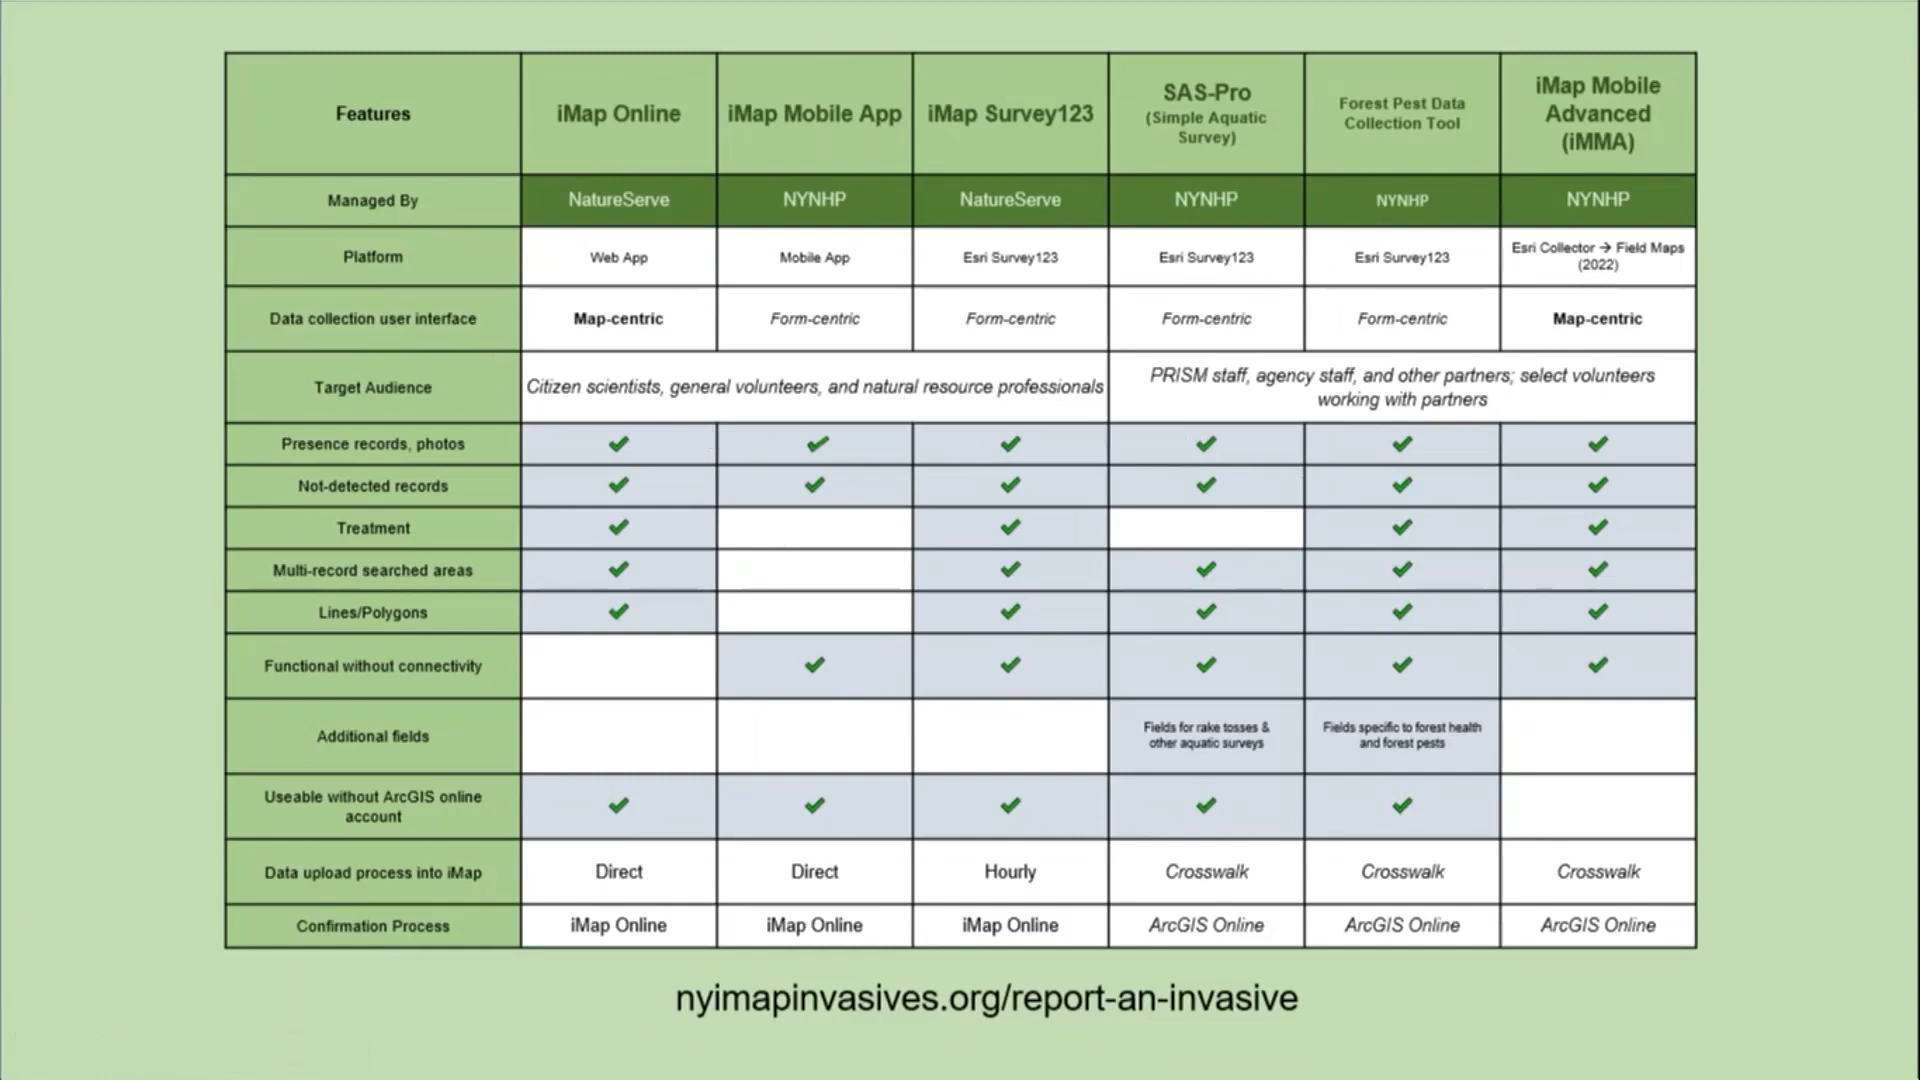 Features iMap Online iMap Mobile App iMap Survey123 SAS-Pro (Simple Aquatic Survey) Forest Pest Data Collection Tool iMap Mobile Advanced (iMMA)
Managed By NatureServe NYNHP NatureServe NYNHP NYNHP NYNHP
Platform Web App Mobile App Esri Survey123 Esri Survey123 Esri Survey123 Esri Collector → Field Maps (2022)
Data collection user interface Map-centric Form-centric Form-centric Form-centric Form-centric Map-centric
Target Audience Citizen scientists, general volunteers, and natural resource professionals PRISM staff, agency staff, and other partners; select volunteers working with partners
Presence records, photos ✔ ✔ ✔ ✔ ✔ ✔
Not-detected records ✔ ✔ ✔ ✔ ✔ ✔
Treatment ✔ ✔ ✔ ✔
Multi-record searched areas ✔ ✔ ✔ ✔ ✔
Lines/Polygons ✔ ✔ ✔ ✔ ✔
Functional without connectivity ✔ ✔ ✔ ✔ ✔
Additional fields Fields for rake tosses & other aquatic surveys Fields specific to forest health and forest pests
Useable without ArcGIS online account ✔ ✔ ✔ ✔ ✔
Data upload process into iMap Direct Direct Hourly Crosswalk Crosswalk Crosswalk
Confirmation Process iMap Online iMap Online iMap Online ArcGIS Online ArcGIS Online ArcGIS Online
nyimapinvasives.org/report-an-invasive